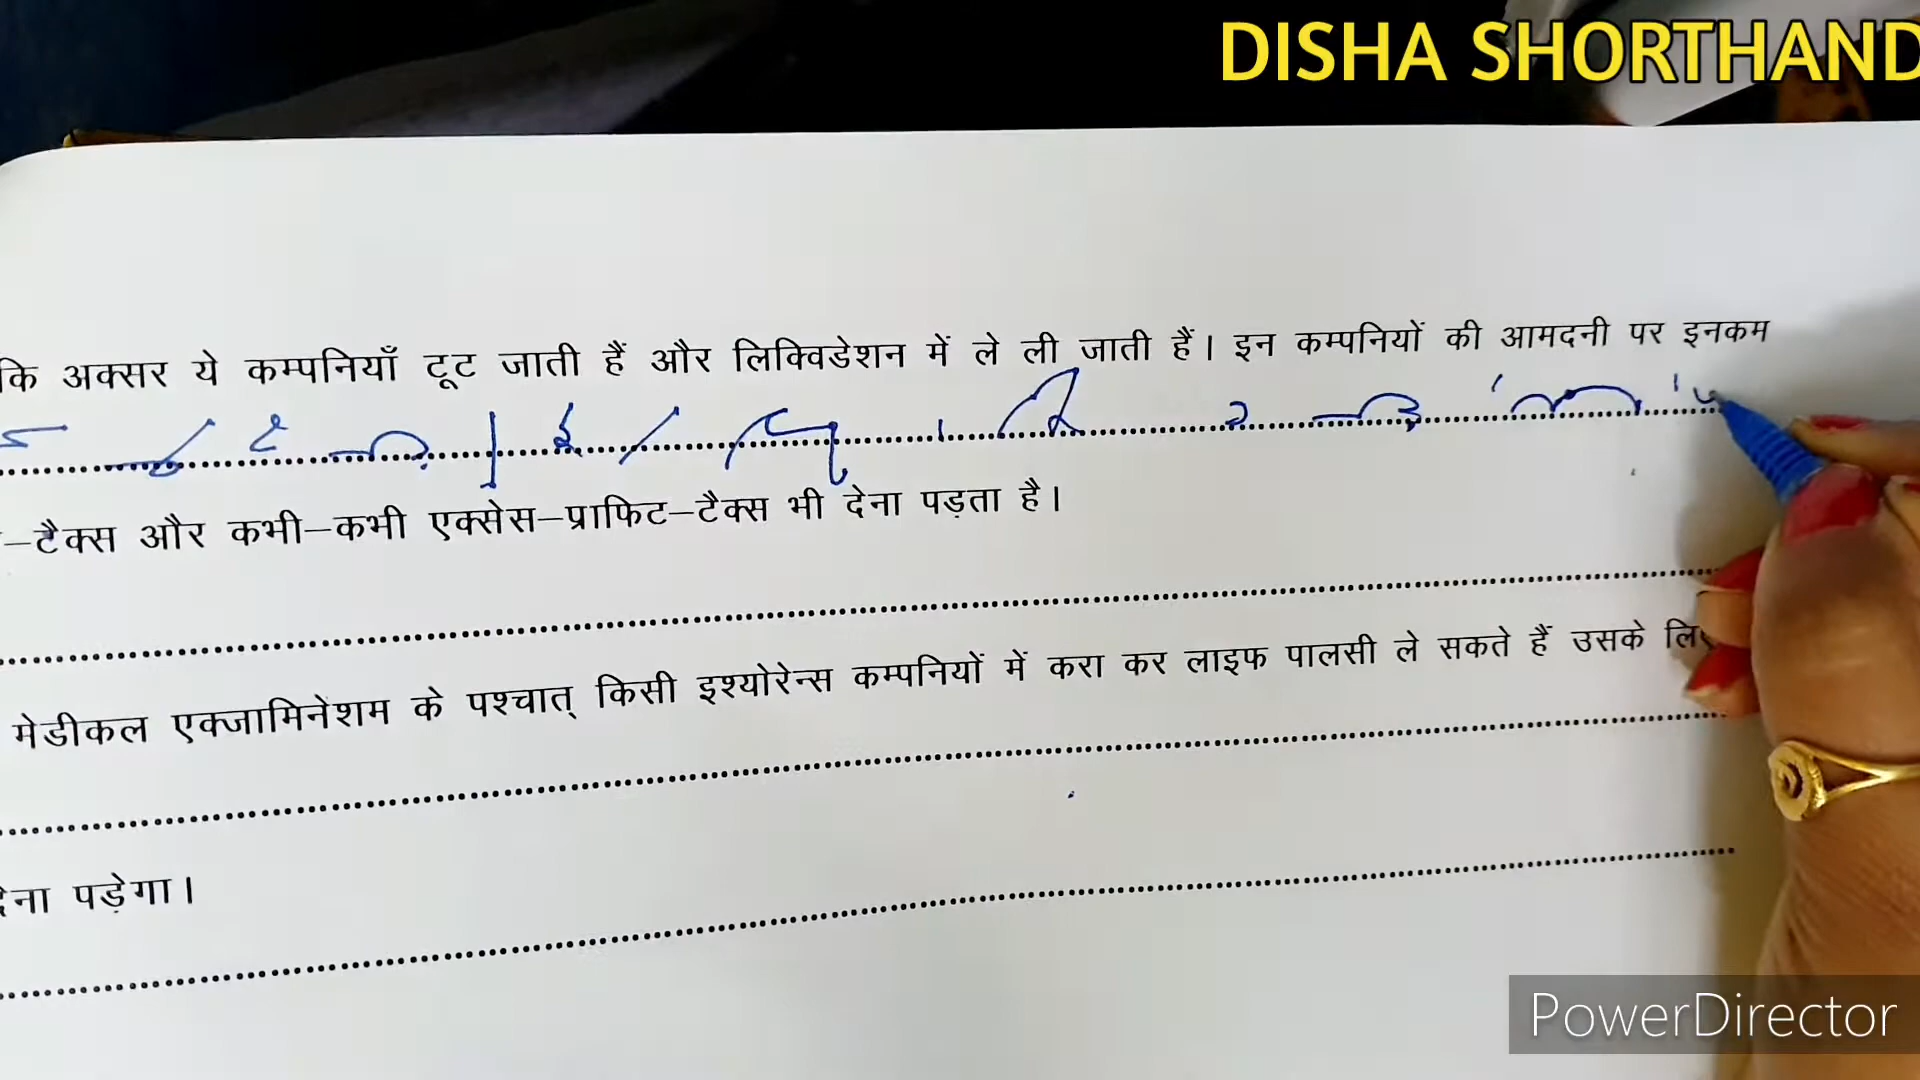 DISHA SHORTHAND
कि अक्सर ये कम्पनियाँ टूट जाती हैं और लिक्विडेशन में ले ली जाती हैं। इन कम्पनियों की आमदनी पर इनकम
–टैक्स और कभी–कभी एक्सेस–प्राफिट–टैक्स भी देना पड़ता है।
मेडीकल एक्जामिनेशम के पश्चात् किसी इश्योरेन्स कम्पनियों में करा कर लाइफ पालसी ले सकते हैं उसके
देना पड़ेगा।
PowerDirector